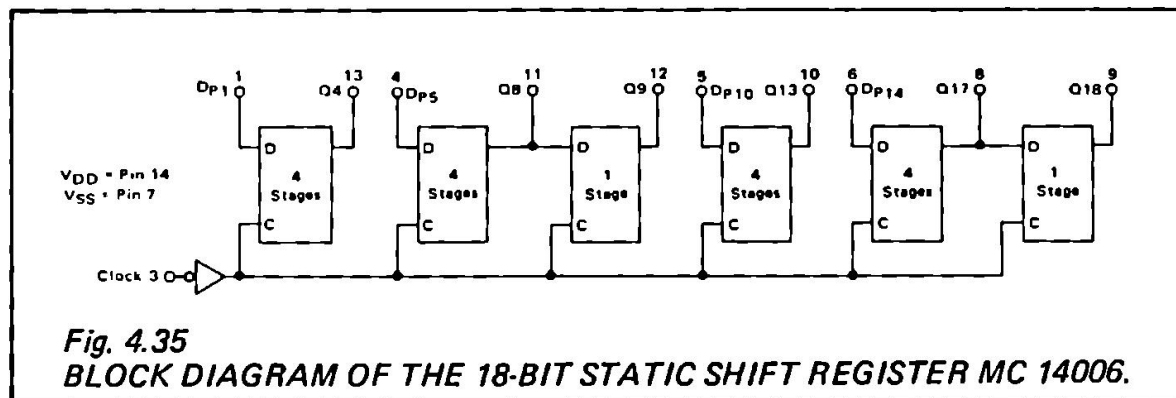 1 13 4 11 12 5 10 6 8 9
DP1 Q4 DP5 Q8 Q9 DP10 Q13 DP14 Q17 Q18
D D D D D D
4 4 1 4 4 1
Stages Stages Stages Stages Stages Stage
VDD = Pin 14
VSS = Pin 7
C C C C C C
Clock 3
Fig. 4.35
BLOCK DIAGRAM OF THE 18-BIT STATIC SHIFT REGISTER MC 14006.